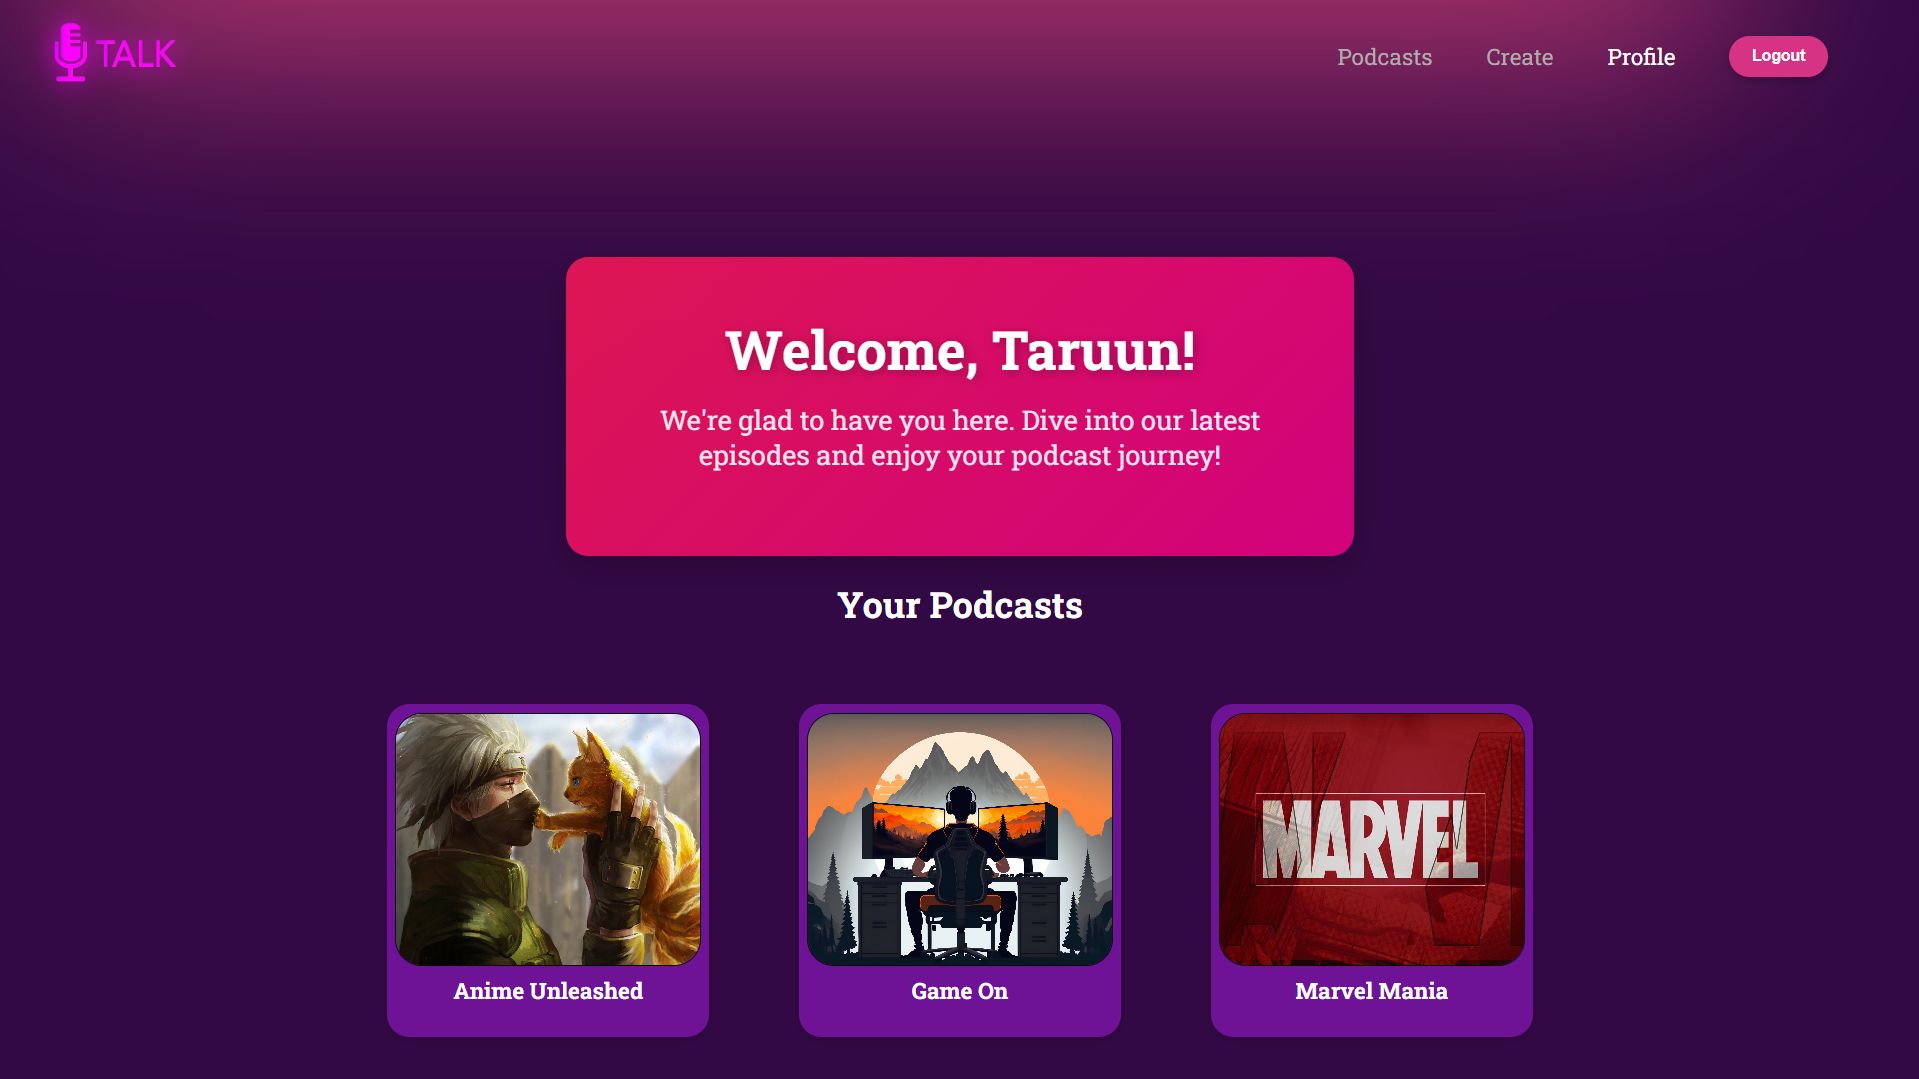 TALK
Podcasts
Create
Profile
Logout
Welcome, Taruun!
We're glad to have you here. Dive into our latest
episodes and enjoy your podcast journey!
Your Podcasts
MARVEL
Anime Unleashed
Game On
Marvel Mania